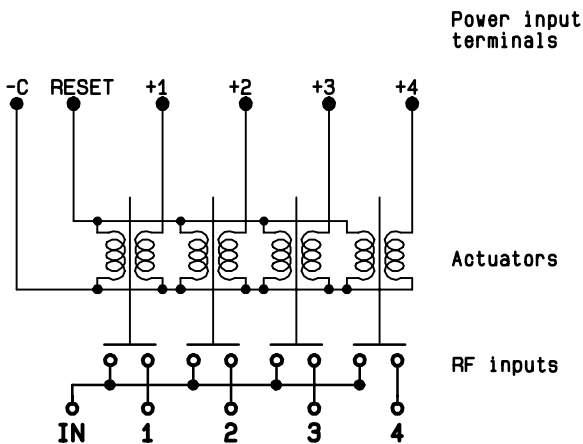 Power input
terminals
-C RESET +1 +2 +3 +4
Actuators
RF inputs
IN 1 2 3 4